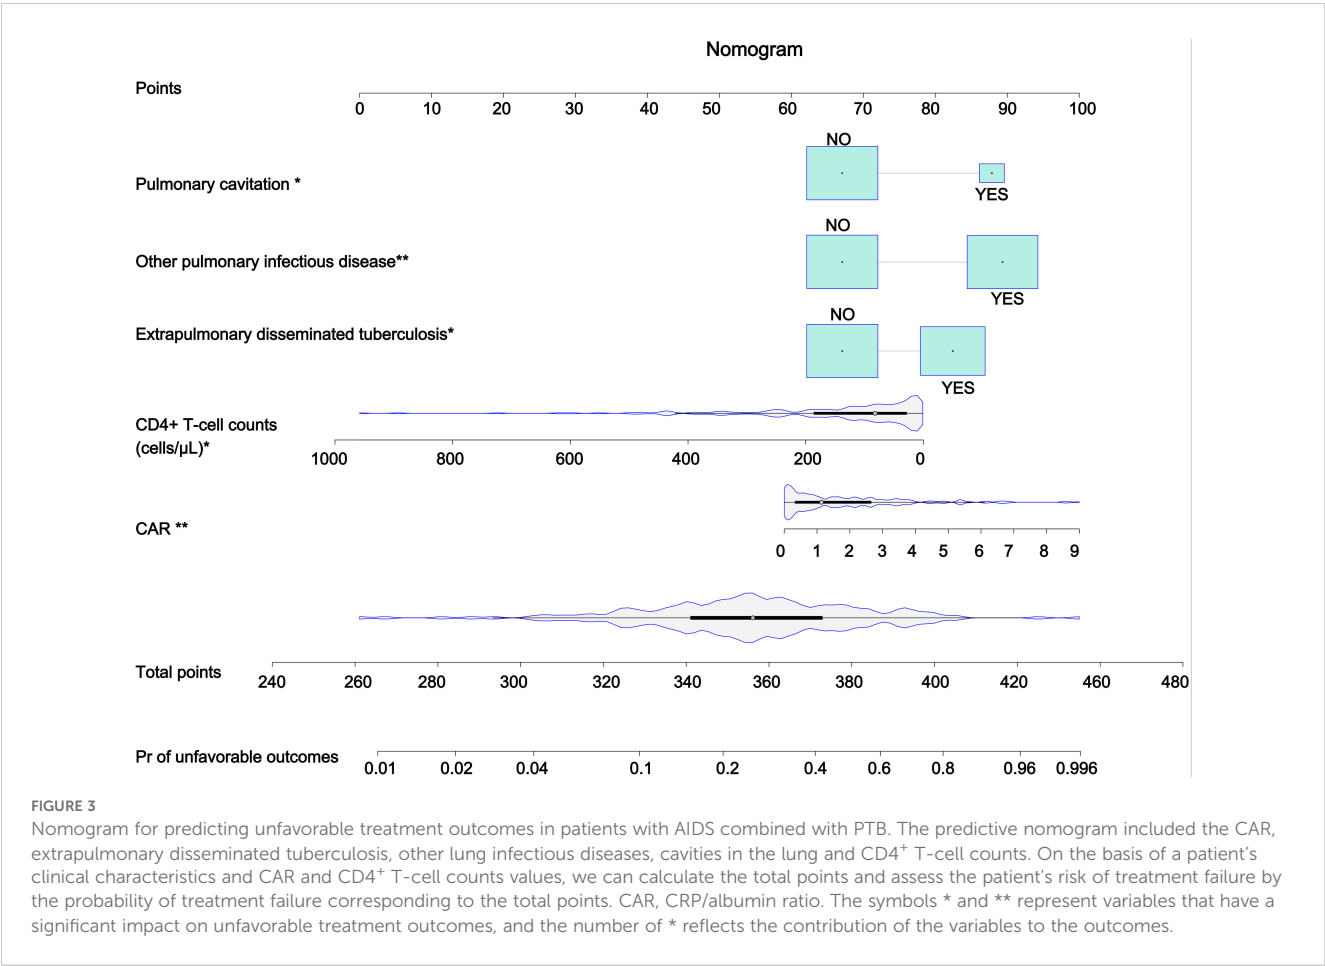 Nomogram
Points
0 10 20 30 40 50 60 70 80 90 100
NO
Pulmonary cavitation *
YES
NO
Other pulmonary infectious disease**
YES
NO
Extrapulmonary disseminated tuberculosis*
YES
CD4+ T-cell counts
(cells/μL)*
1000 800 600 400 200 0
CAR **
0 1 2 3 4 5 6 7 8 9
Total points
240 260 280 300 320 340 360 380 400 420 460 480
Pr of unfavorable outcomes
0.01 0.02 0.04 0.1 0.2 0.4 0.6 0.8 0.96 0.996
FIGURE 3
Nomogram for predicting unfavorable treatment outcomes in patients with AIDS combined with PTB. The predictive nomogram included the CAR,
extrapulmonary disseminated tuberculosis, other lung infectious diseases, cavities in the lung and CD4⁺ T-cell counts. On the basis of a patient's
clinical characteristics and CAR and CD4⁺ T-cell counts values, we can calculate the total points and assess the patient's risk of treatment failure by
the probability of treatment failure corresponding to the total points. CAR, CRP/albumin ratio. The symbols * and ** represent variables that have a
significant impact on unfavorable treatment outcomes, and the number of * reflects the contribution of the variables to the outcomes.